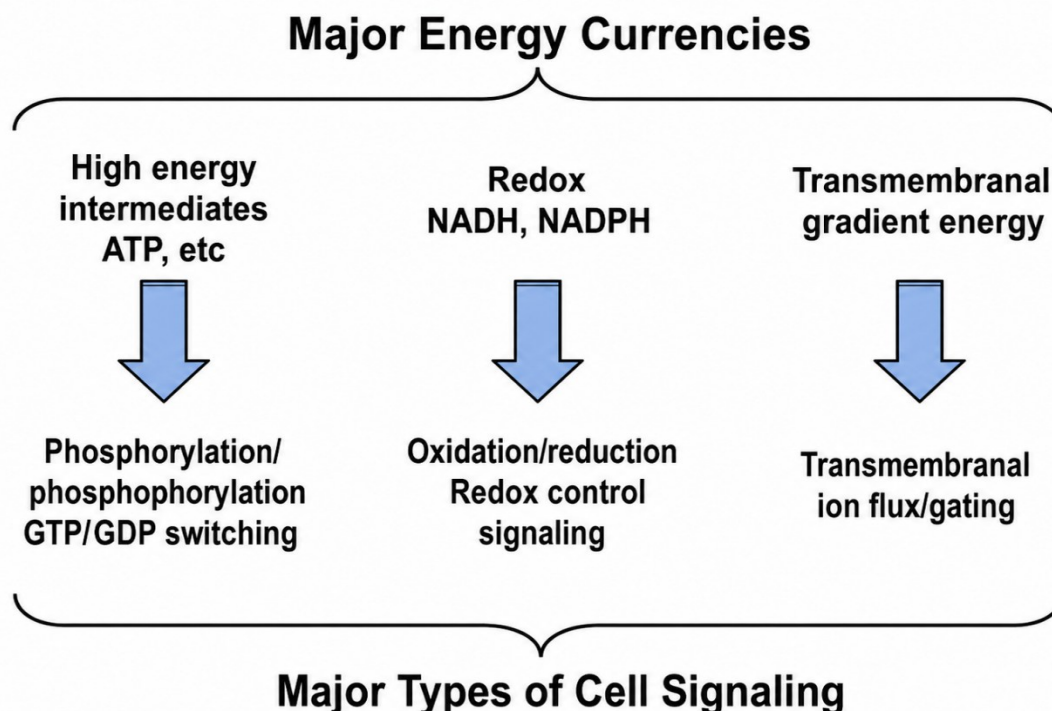 Major Energy Currencies
High energy
intermediates
ATP, etc
Redox
NADH, NADPH
Transmembranal
gradient energy
Phosphorylation/
phosphophorylation
GTP/GDP switching
Oxidation/reduction
Redox control
signaling
Transmembranal
ion flux/gating
Major Types of Cell Signaling